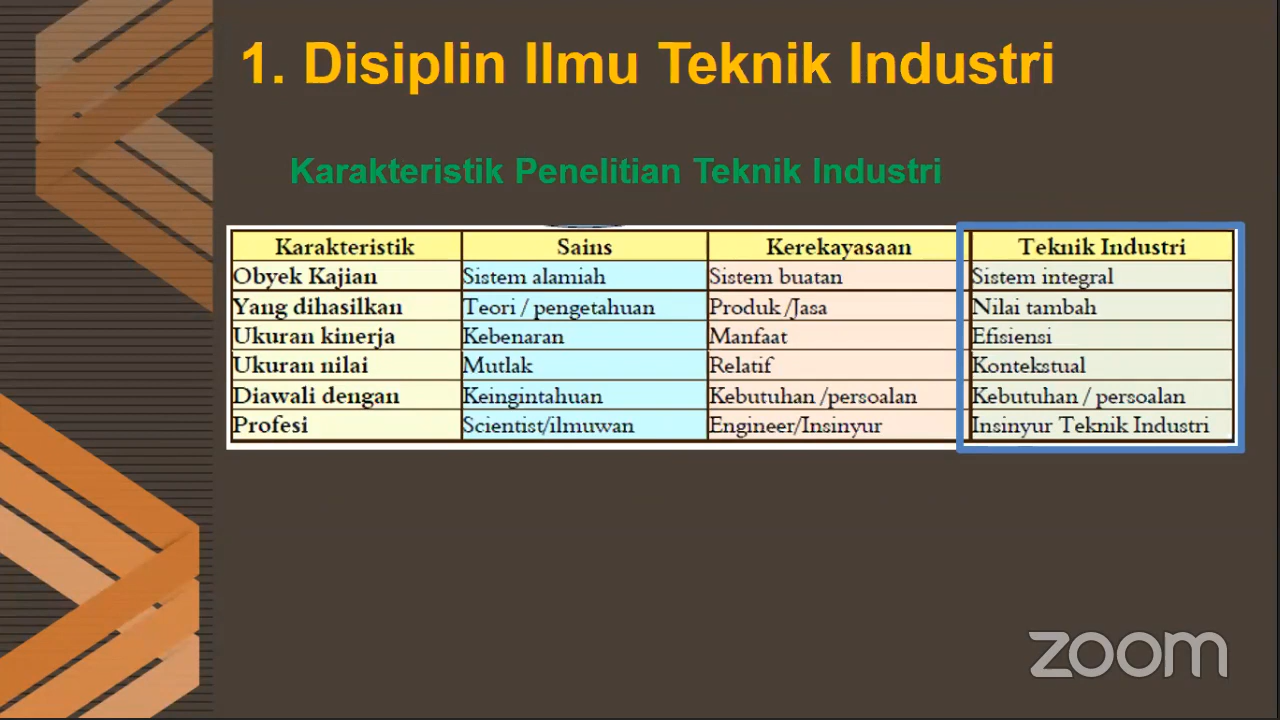 1. Disiplin Ilmu Teknik Industri
Karakteristik Penelitian Teknik Industri
Karakteristik Sains Kerekayasaan Teknik Industri
Obyek Kajian Sistem alamiah Sistem buatan Sistem integral
Yang dihasilkan Teori / pengetahuan Produk /Jasa Nilai tambah
Ukuran kinerja Kebenaran Manfaat Efisiensi
Ukuran nilai Mutlak Relatif Kontekstual
Diawali dengan Keingintahuan Kebutuhan /persoalan Kebutuhan / persoalan
Profesi Scientist/ilmuwan Engineer/Insinyur Insinyur Teknik Industri
zoom